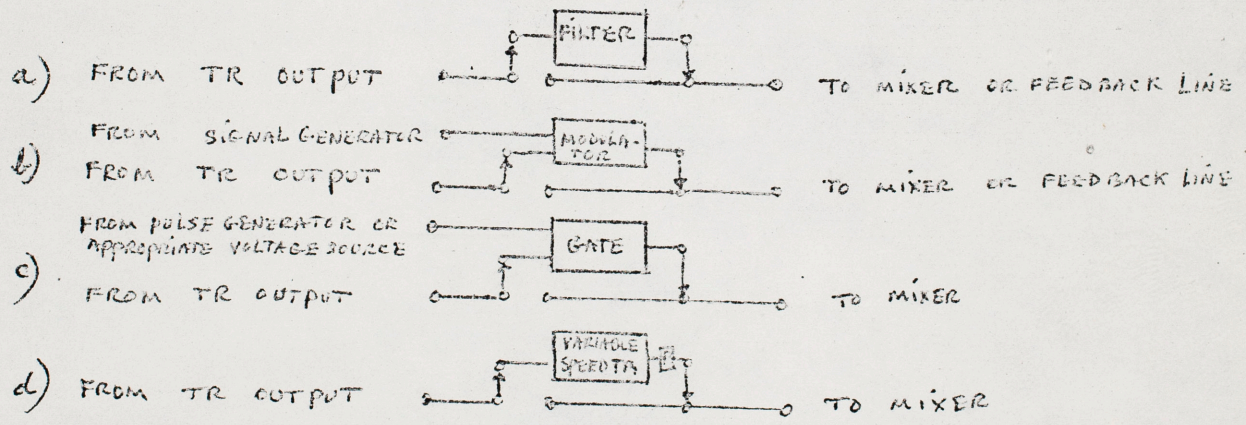 FILTER
a) FROM TR OUTPUT TO MIXER OR FEEDBACK LINE
FROM SIGNAL GENERATOR MODULA-
TOR
b) FROM TR OUTPUT TO MIXER OR FEEDBACK LINE
FROM PULSE GENERATOR OR
APPROPRIATE VOLTAGE SOURCE GATE
c) FROM TR OUTPUT TO MIXER
VARIABLE
SPEED TR
d) FROM TR OUTPUT TO MIXER